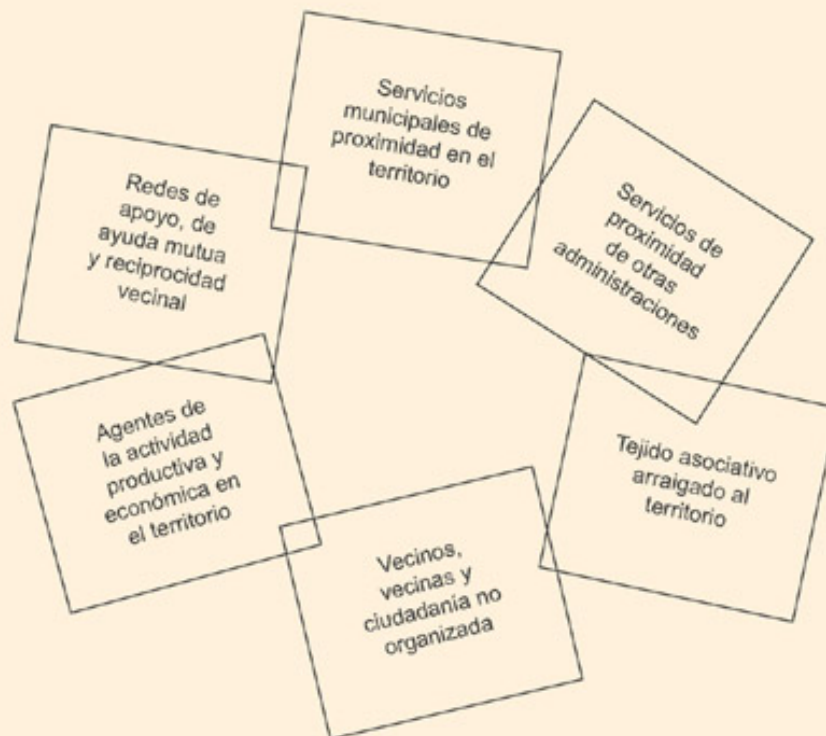 Servicios
municipales de
proximidad en el
territorio
Servicios de
proximidad
de otras
administraciones
Tejido asociativo
arraigado al
territorio
Vecinos,
vecinas y
ciudadanía no
organizada
Agentes de
la actividad
productiva y
económica en
el territorio
Redes de
apoyo, de
ayuda mutua
y reciprocidad
vecinal